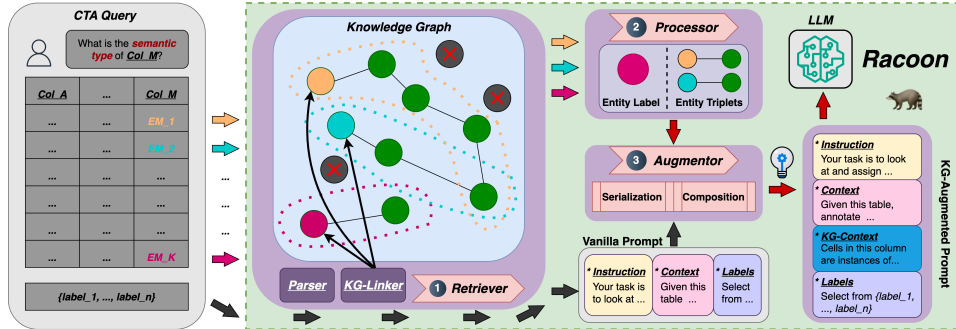 CTA Query
What is the semantic
type of Col_M?
Col_A ... Col_M
... ... EM_1
... ... EM_2
... ... ...
... ... ...
... ... ...
... ... EM_K
{label_1, ..., label_n}
...
...
...
Knowledge Graph
Parser
KG-Linker
1 Retriever
2 Processor
Entity Label
Entity Triplets
3 Augmentor
Serialization
Composition
Vanilla Prompt
* Instruction
Your task is
to look at ...
* Context
Given this
table ...
* Labels
Select
from ...
LLM
Racoon
* Instruction
Your task is to look
at and assign ...
* Context
Given this table,
annotate ...
* KG-Context
Cells in this column
are instances of...
* Labels
Select from {label_1,
..., label_n}
KG-Augmented Prompt